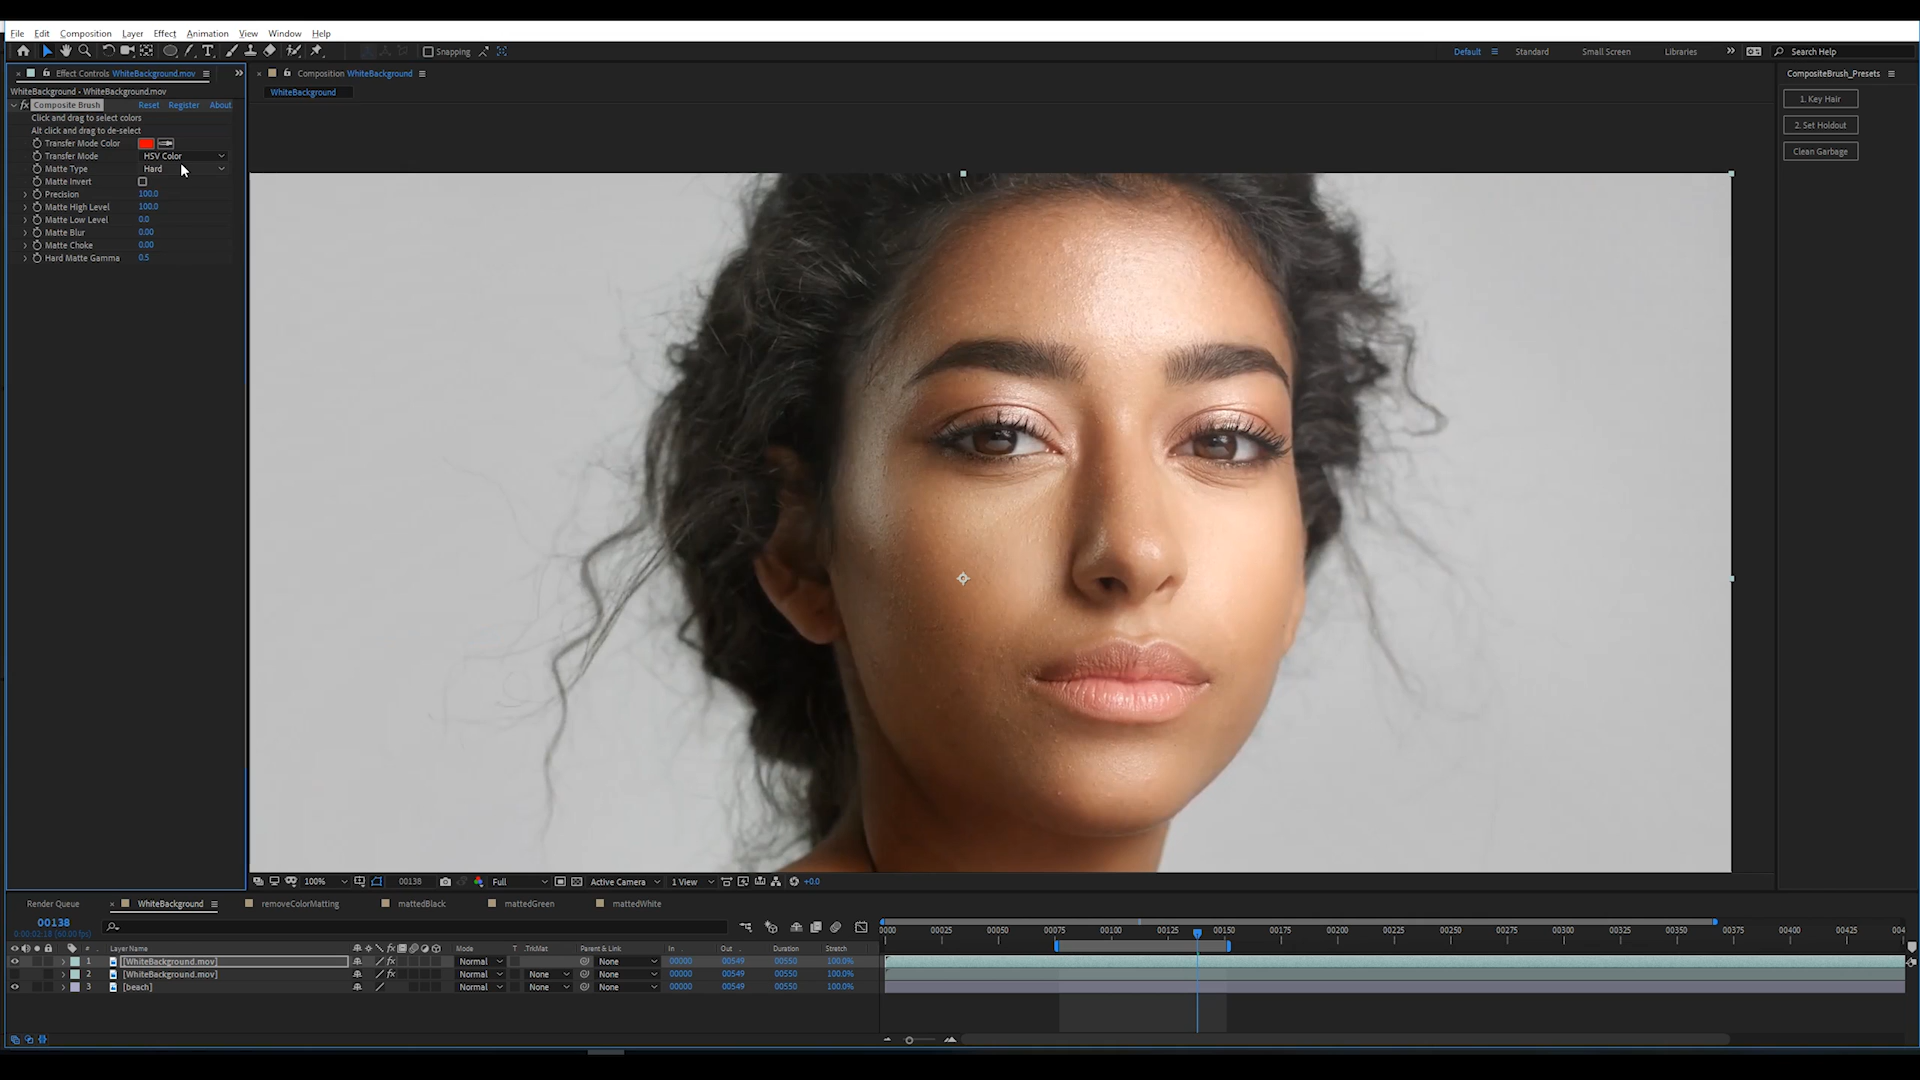 File Edit Composition Layer Effect Animation View Window Help
Snapping Default Standard Small Screen Libraries Search Help
Effect Controls WhiteBackground.mov
Composition WhiteBackground
CompositeBrush_Presets
WhiteBackground • WhiteBackground.mov
WhiteBackground
Composite Brush Reset Register About
Click and drag to select colors
Alt click and drag to de-select
Transfer Mode Color
Transfer Mode HSV Color
Matte Type Hard
Matte Invert
Precision 100.0
Matte High Level 100.0
Matte Low Level 0.0
Matte Blur 0.00
Matte Choke 0.00
Hard Matte Gamma 0.5
1. Key Hair
2. Set Holdout
Clean Garbage
100% 00138 Full Active Camera 1 View +0.0
Render Queue WhiteBackground removeColorMatting mattedBlack mattedGreen mattedWhite
00138
0:00:02:18 (60.00 fps)
0000 00025 00050 00075 00100 00125 00150 00175 00200 00225 00250 00275 00300 00325 00350 00375 00400 00425 004
# Layer Name Mode T .TrkMat Parent & Link In Out Duration Stretch
1 [WhiteBackground.mov] Normal None 00000 00549 00550 100.0%
2 [WhiteBackground.mov] Normal None None 00000 00549 00550 100.0%
3 [beach] Normal None None 00000 00549 00550 100.0%